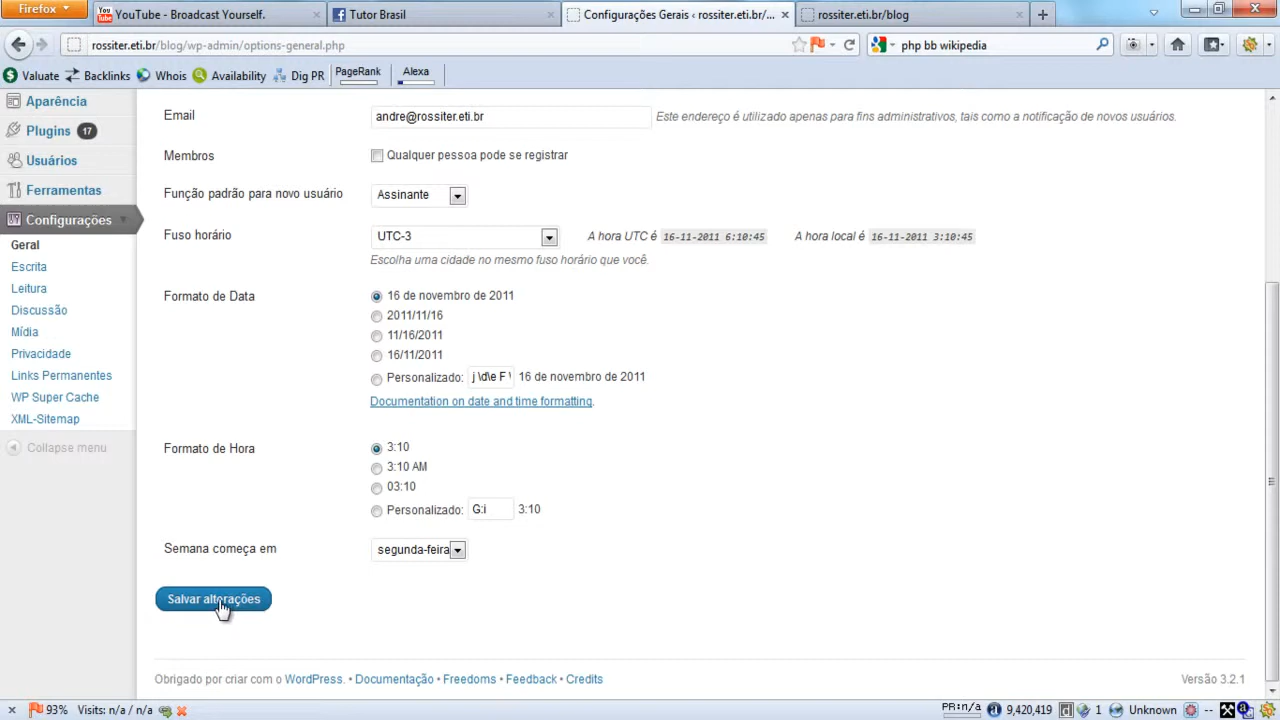 Firefox
YouTube - Broadcast Yourself.
Tutor Brasil
Configurações Gerais ‹ rossiter.eti.br/...
rossiter.eti.br/blog
rossiter.eti.br/blog/wp-admin/options-general.php
php bb wikipedia
Valuate
Backlinks
Whois
Availability
Dig PR
PageRank
Alexa
Aparência
Plugins 17
Usuários
Ferramentas
Configurações
Geral
Escrita
Leitura
Discussão
Mídia
Privacidade
Links Permanentes
WP Super Cache
XML-Sitemap
Collapse menu
Email
andre@rossiter.eti.br
Este endereço é utilizado apenas para fins administrativos, tais como a notificação de novos usuários.
Membros
Qualquer pessoa pode se registrar
Função padrão para novo usuário
Assinante
Fuso horário
UTC-3
A hora UTC é 16-11-2011 6:10:45
A hora local é 16-11-2011 3:10:45
Escolha uma cidade no mesmo fuso horário que você.
Formato de Data
16 de novembro de 2011
2011/11/16
11/16/2011
16/11/2011
Personalizado: j \d\e F \ 16 de novembro de 2011
Documentation on date and time formatting.
Formato de Hora
3:10
3:10 AM
03:10
Personalizado: G:i 3:10
Semana começa em
segunda-feira
Salvar alterações
Obrigado por criar com o WordPress. • Documentação • Freedoms • Feedback • Credits
Versão 3.2.1
93% Visits: n/a / n/a
PR: n/a
9,420,419
1
Unknown
--